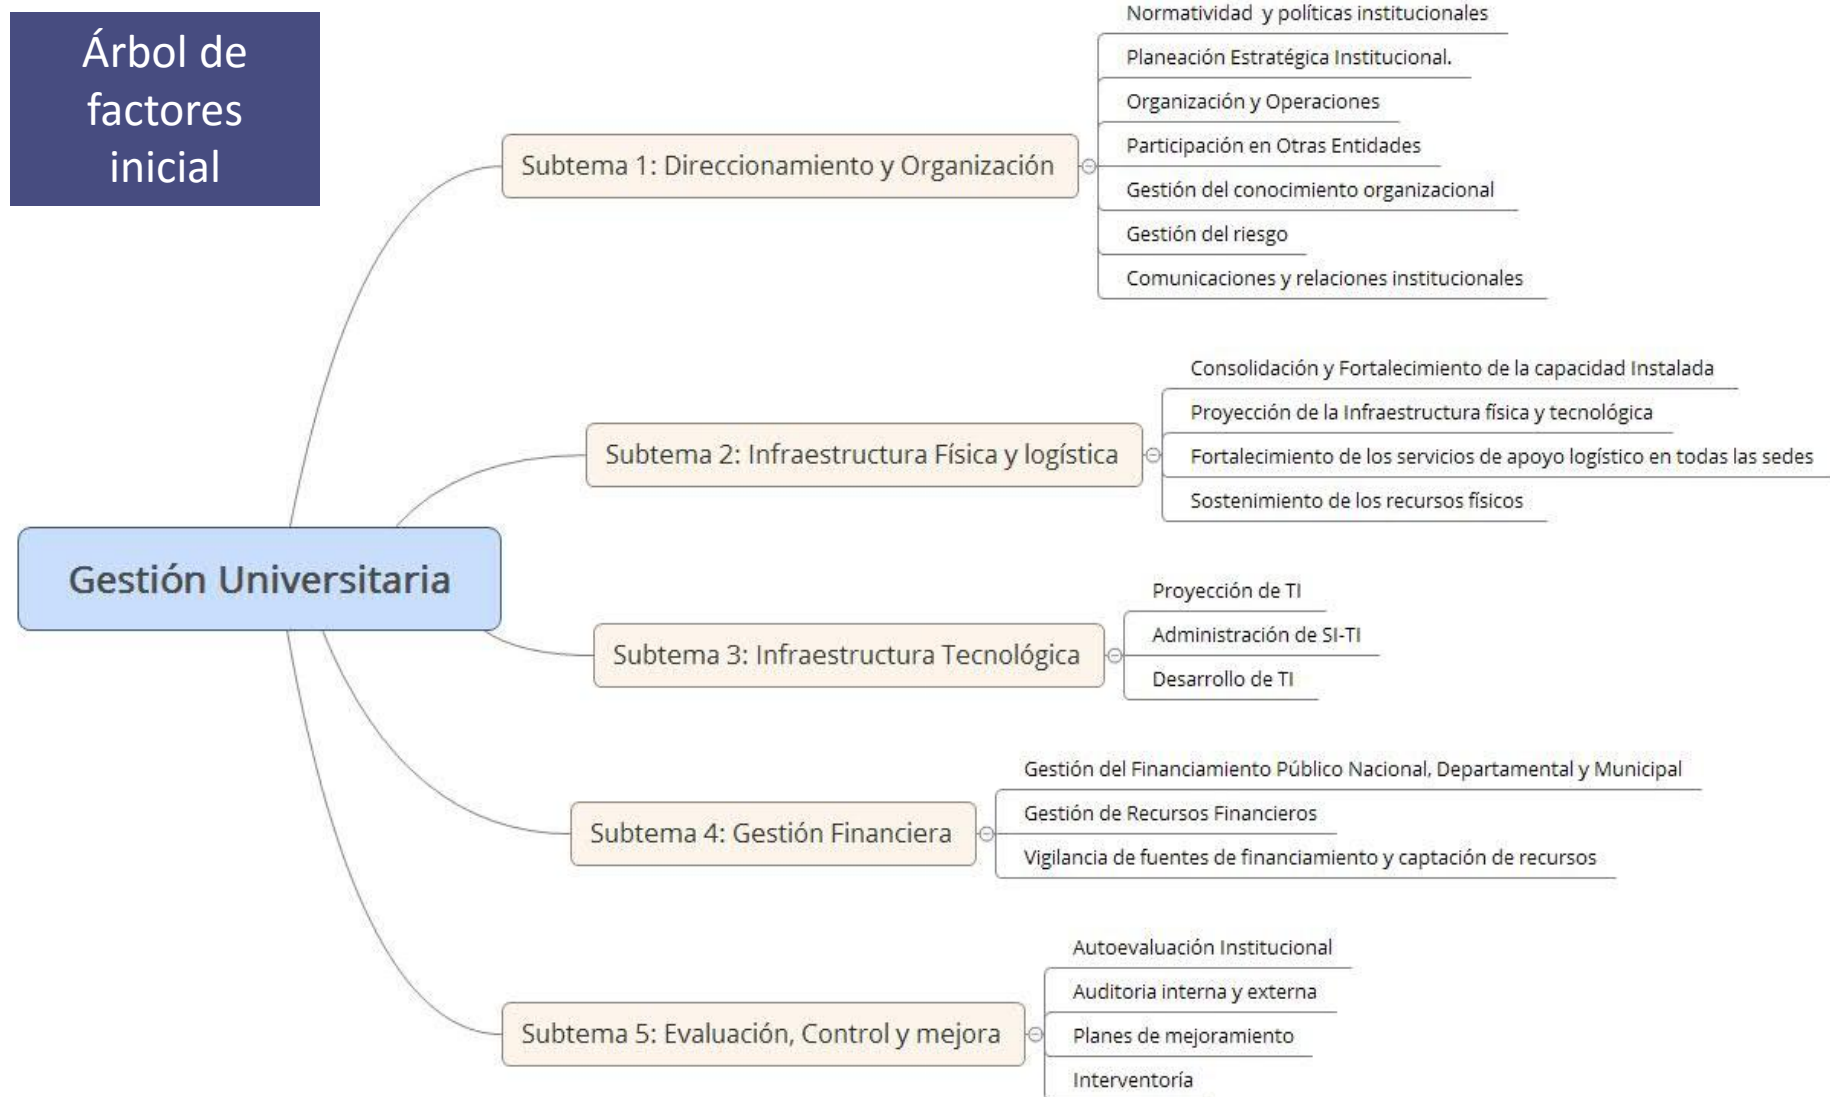 Árbol de
factores
inicial
Gestión Universitaria
Subtema 1: Direccionamiento y Organización
Normatividad y políticas institucionales
Planeación Estratégica Institucional.
Organización y Operaciones
Participación en Otras Entidades
Gestión del conocimiento organizacional
Gestión del riesgo
Comunicaciones y relaciones institucionales
Subtema 2: Infraestructura Física y logística
Consolidación y Fortalecimiento de la capacidad Instalada
Proyección de la Infraestructura física y tecnológica
Fortalecimiento de los servicios de apoyo logístico en todas las sedes
Sostenimiento de los recursos físicos
Subtema 3: Infraestructura Tecnológica
Proyección de TI
Administración de SI-TI
Desarrollo de TI
Subtema 4: Gestión Financiera
Gestión del Financiamiento Público Nacional, Departamental y Municipal
Gestión de Recursos Financieros
Vigilancia de fuentes de financiamiento y captación de recursos
Subtema 5: Evaluación, Control y mejora
Autoevaluación Institucional
Auditoria interna y externa
Planes de mejoramiento
Interventoría